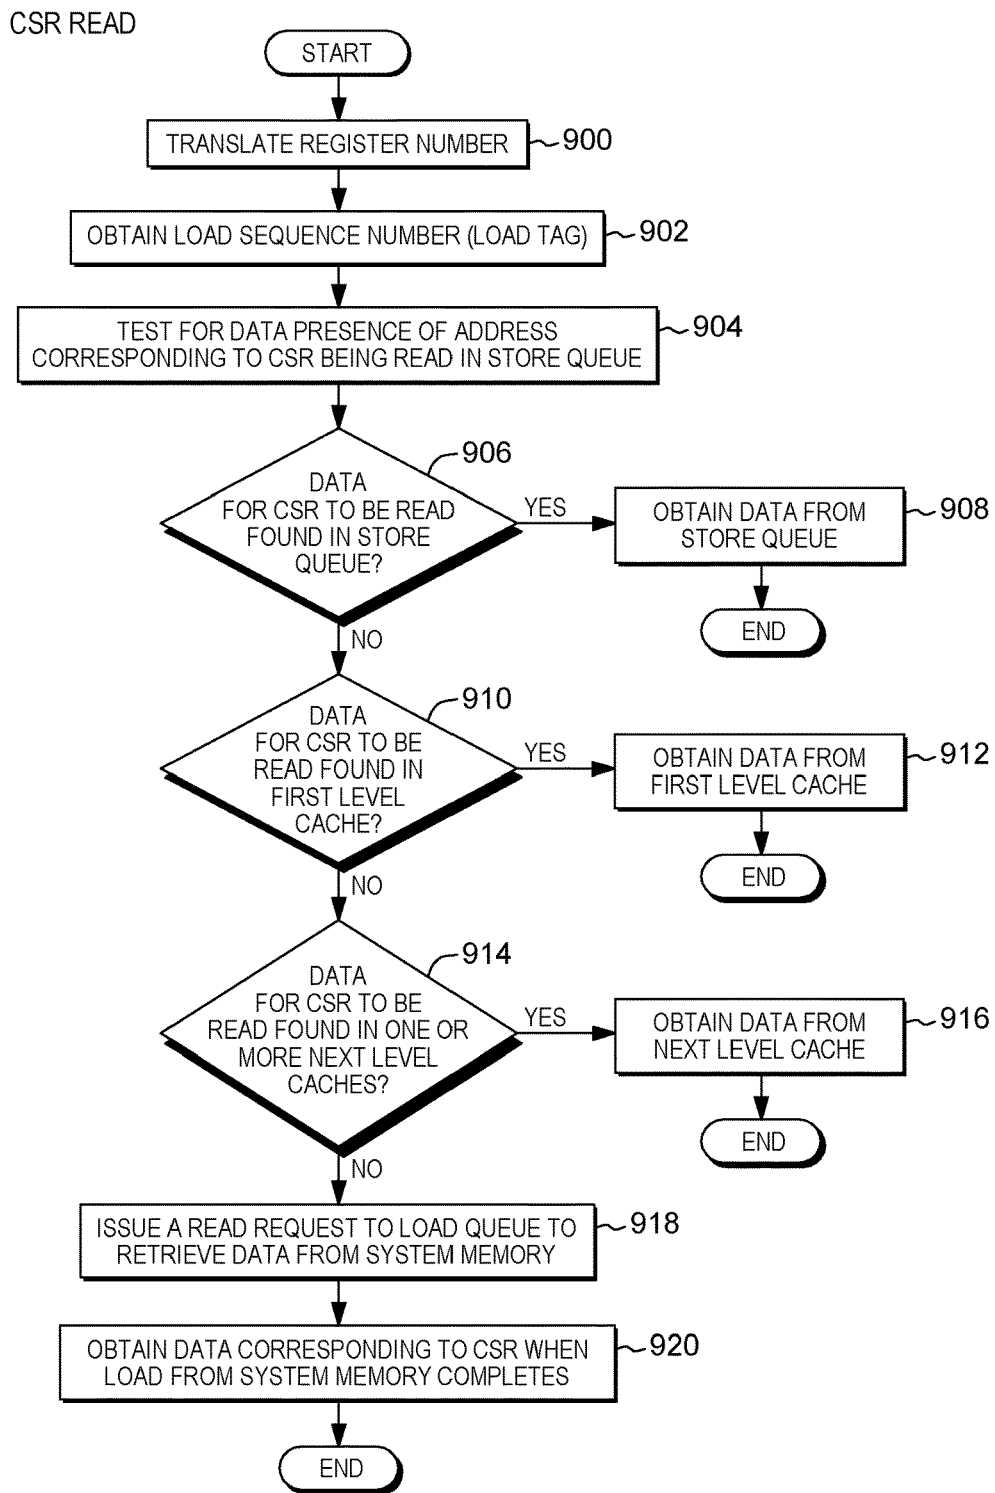 CSR READ
START
TRANSLATE REGISTER NUMBER
900
OBTAIN LOAD SEQUENCE NUMBER (LOAD TAG)
902
TEST FOR DATA PRESENCE OF ADDRESS
CORRESPONDING TO CSR BEING READ IN STORE QUEUE
904
DATA
FOR CSR TO BE READ
FOUND IN STORE
QUEUE?
906
YES
OBTAIN DATA FROM
STORE QUEUE
908
END
NO
DATA
FOR CSR TO BE
READ FOUND IN
FIRST LEVEL
CACHE?
910
YES
OBTAIN DATA FROM
FIRST LEVEL CACHE
912
END
NO
DATA
FOR CSR TO BE
READ FOUND IN ONE OR
MORE NEXT LEVEL
CACHES?
914
YES
OBTAIN DATA FROM
NEXT LEVEL CACHE
916
END
NO
ISSUE A READ REQUEST TO LOAD QUEUE TO
RETRIEVE DATA FROM SYSTEM MEMORY
918
OBTAIN DATA CORRESPONDING TO CSR WHEN
LOAD FROM SYSTEM MEMORY COMPLETES
920
END